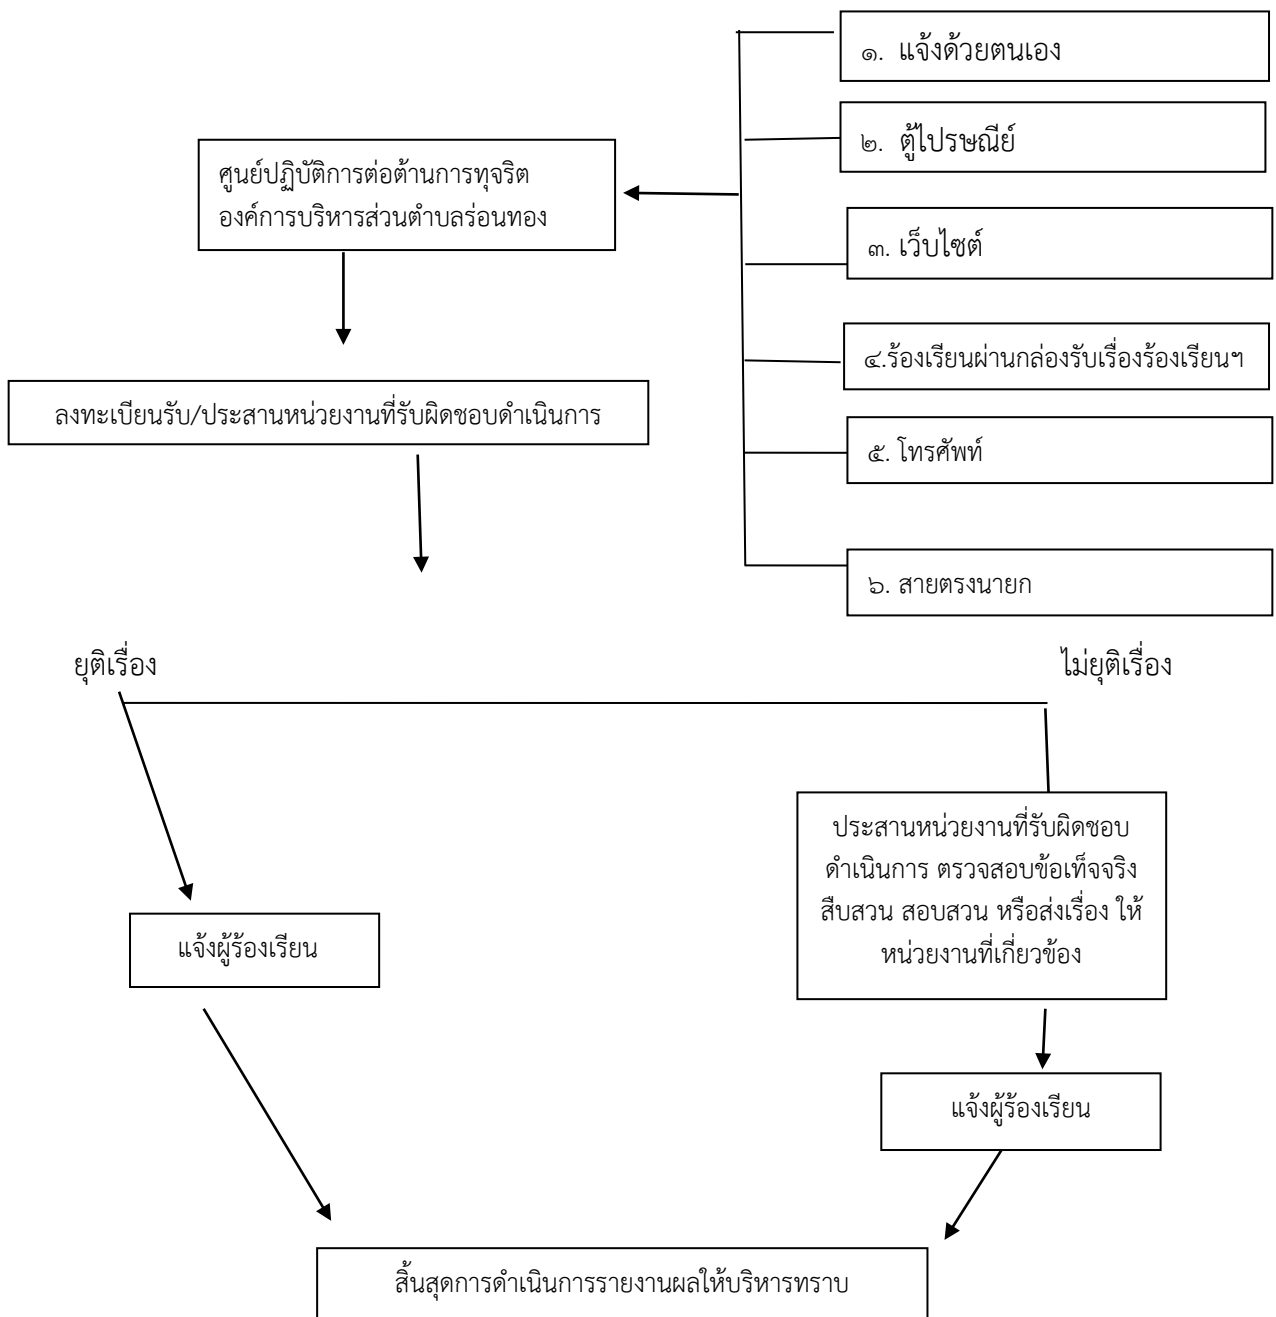 ๑. แจ้งด้วยตนเอง
๒. ตู้ไปรษณีย์
ศูนย์ปฏิบัติการต่อต้านการทุจริต
องค์การบริหารส่วนตำบลร่อนทอง
๓. เว็บไซต์
๔.ร้องเรียนผ่านกล่องรับเรื่องร้องเรียนฯ
ลงทะเบียนรับ/ประสานหน่วยงานที่รับผิดชอบดำเนินการ
๕. โทรศัพท์
๖. สายตรงนายก
ยุติเรื่อง
ไม่ยุติเรื่อง
ประสานหน่วยงานที่รับผิดชอบ
ดำเนินการ ตรวจสอบข้อเท็จจริง
สืบสวน สอบสวน หรือส่งเรื่อง ให้
หน่วยงานที่เกี่ยวข้อง
แจ้งผู้ร้องเรียน
แจ้งผู้ร้องเรียน
สิ้นสุดการดำเนินการรายงานผลให้บริหารทราบ